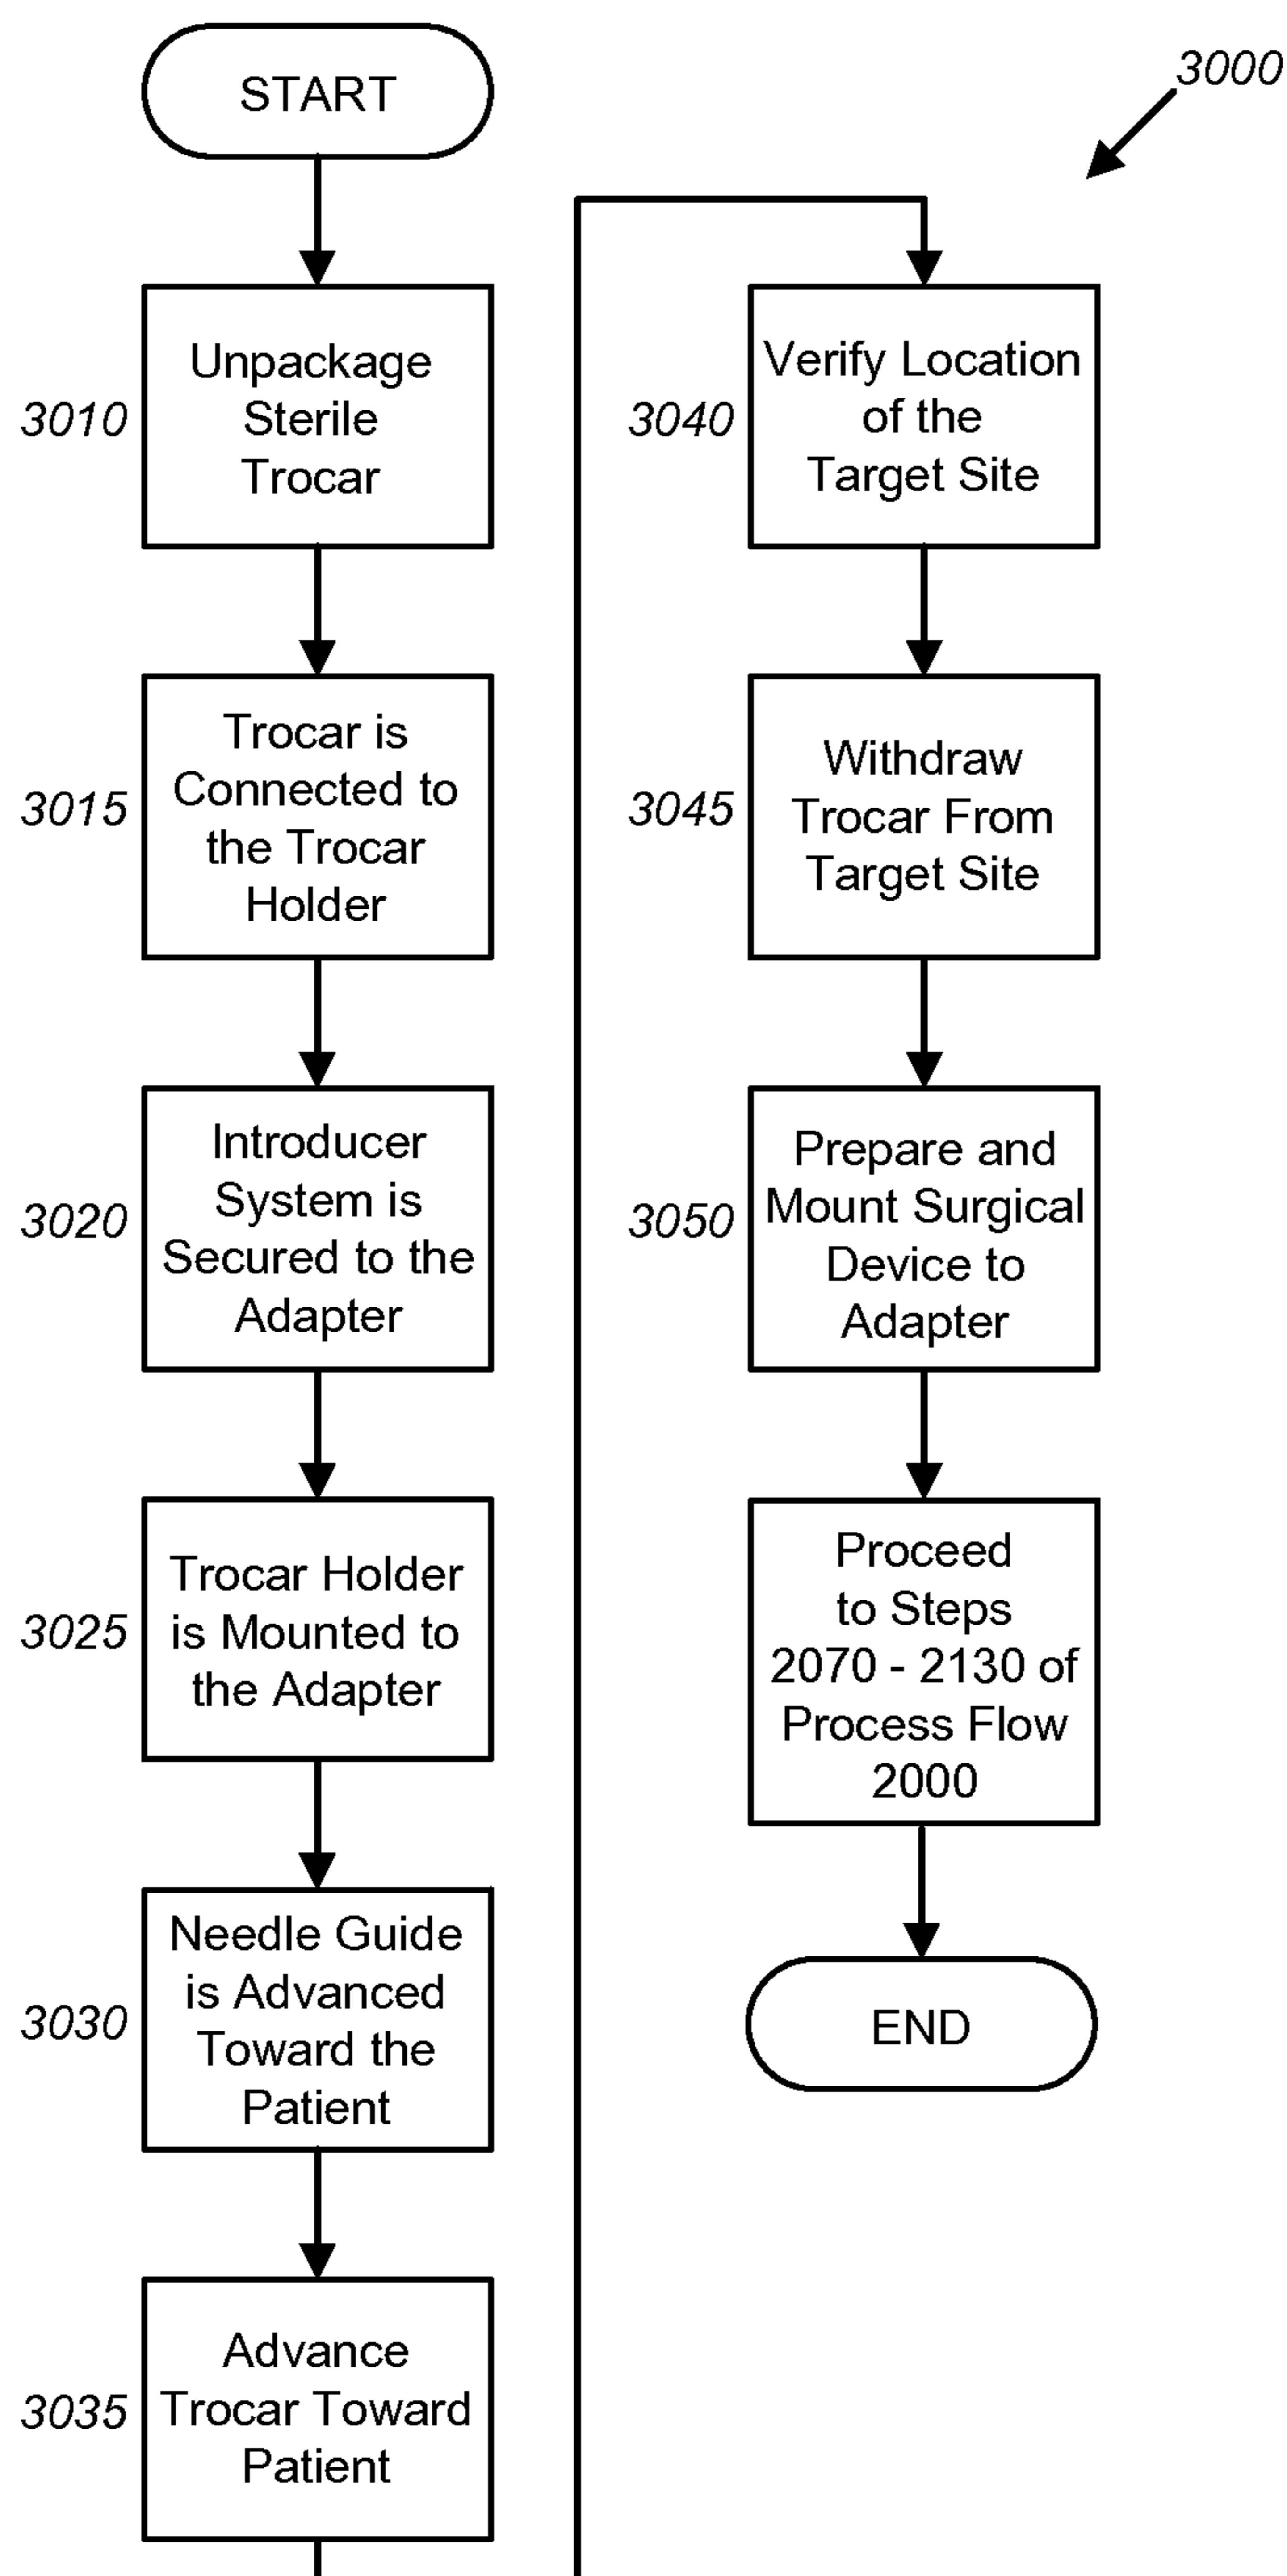 START
3000
3010
Unpackage
Sterile
Trocar
3015
Trocar is
Connected to
the Trocar
Holder
3020
Introducer
System is
Secured to the
Adapter
3025
Trocar Holder
is Mounted to
the Adapter
3030
Needle Guide
is Advanced
Toward the
Patient
3035
Advance
Trocar Toward
Patient
3040
Verify Location
of the
Target Site
3045
Withdraw
Trocar From
Target Site
3050
Prepare and
Mount Surgical
Device to
Adapter
Proceed
to Steps
2070 - 2130 of
Process Flow
2000
END